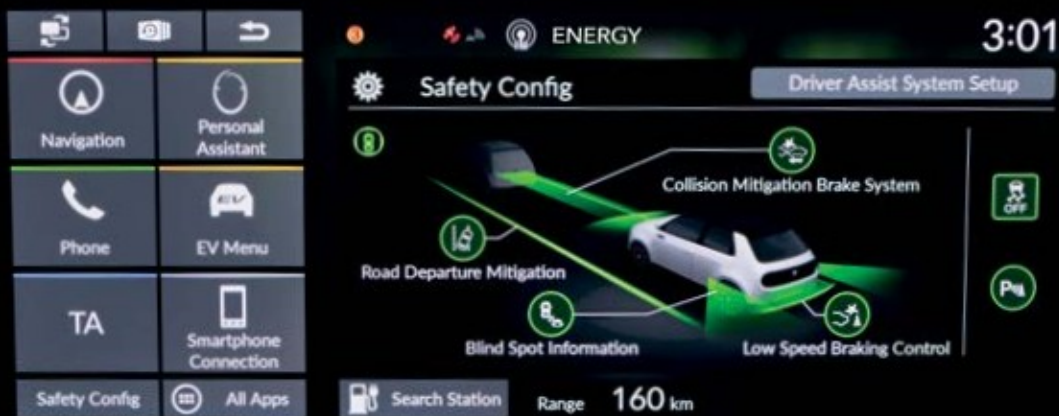 ENERGY
3:01
Safety Config
Driver Assist System Setup
Navigation
Personal
Assistant
Collision Mitigation Brake System
OFF
Phone
EV
EV Menu
Road Departure Mitigation
P
TA
Smartphone
Connection
Blind Spot Information
Low Speed Braking Control
Safety Config
All Apps
Search Station
Range 160 km